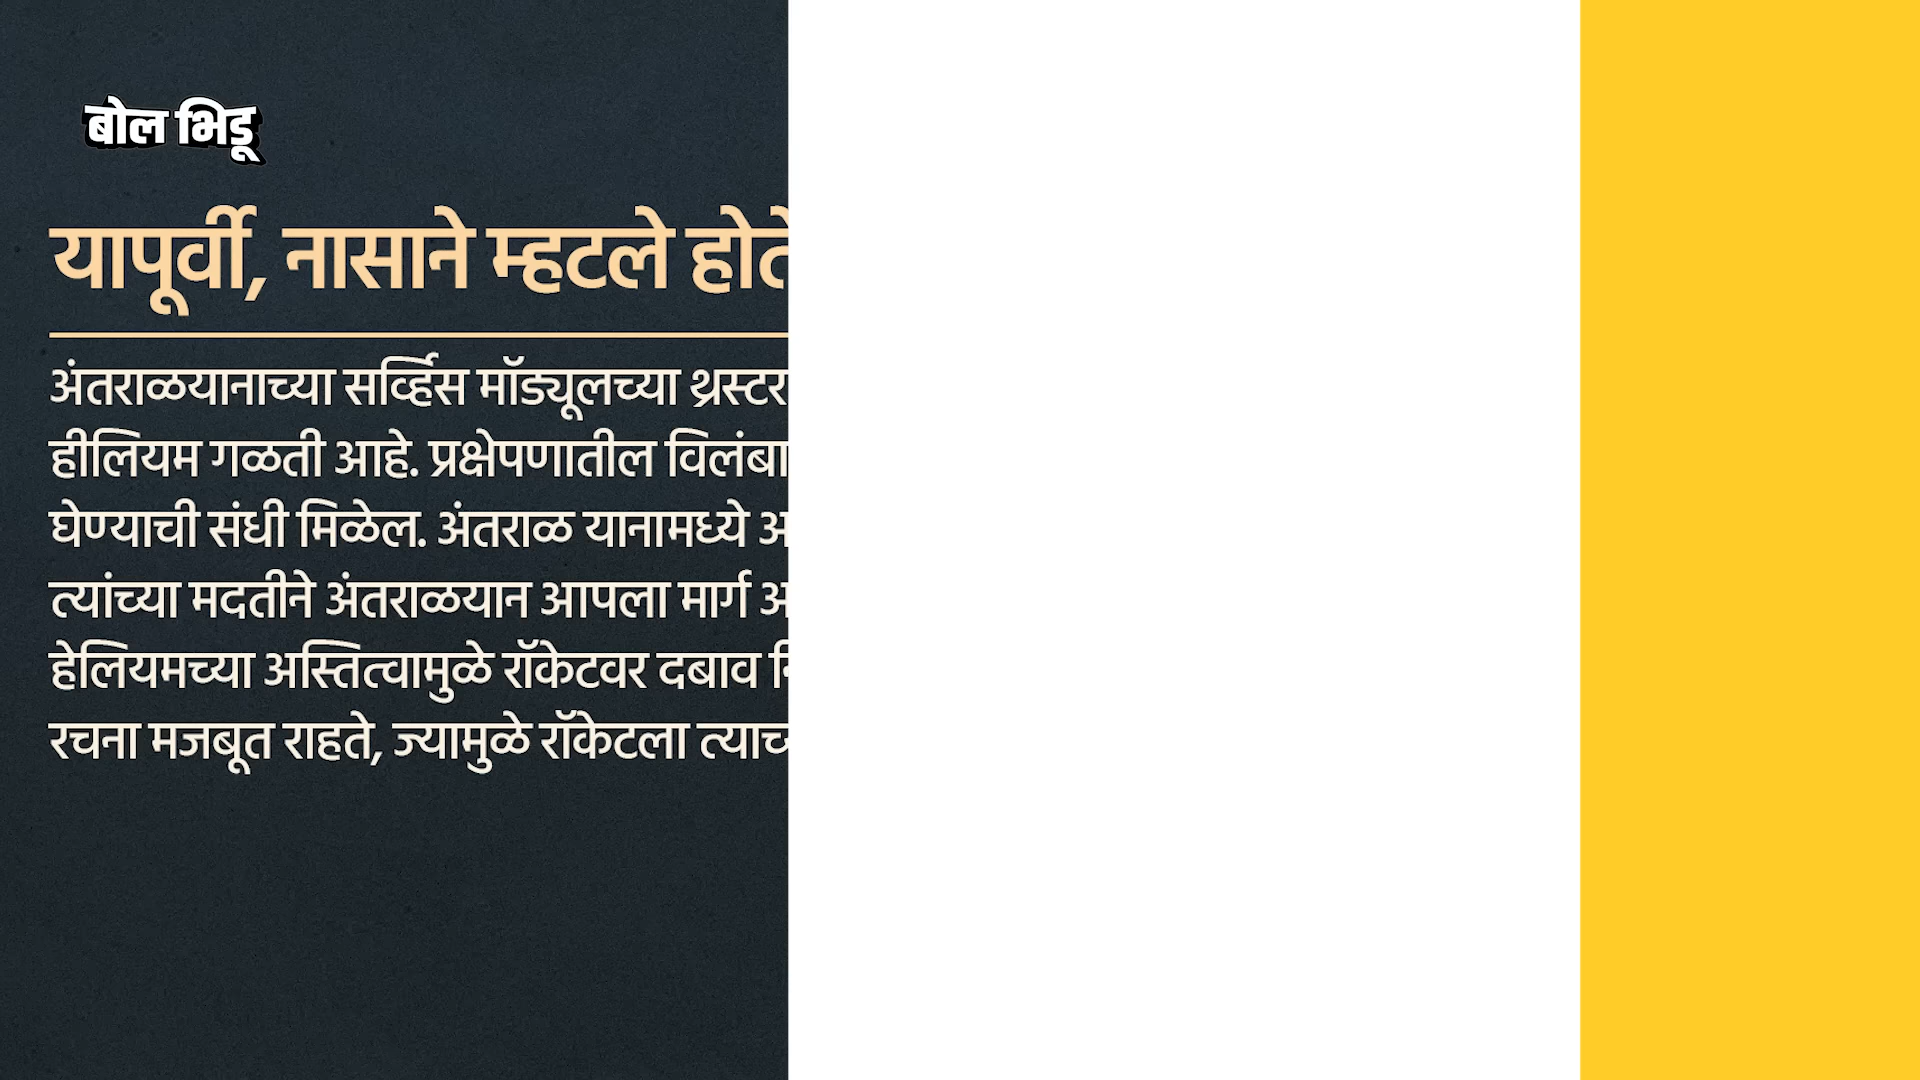 बोल भिडू
यापूर्वी, नासाने म्हटले होते
अंतराळयानाच्या सर्व्हिस मॉड्यूलच्या थ्रस्टर
हीलियम गळती आहे. प्रक्षेपणातील
घेण्याची संधी मिळेल. अंतराळ यानामध्ये
त्यांच्या मदतीने अंतराळयान आपला मार्ग
हेलियमच्या अस्तित्वामुळे रॉकेटवर दबाव
रचना मजबूत राहते, ज्यामुळे रॉकेटला